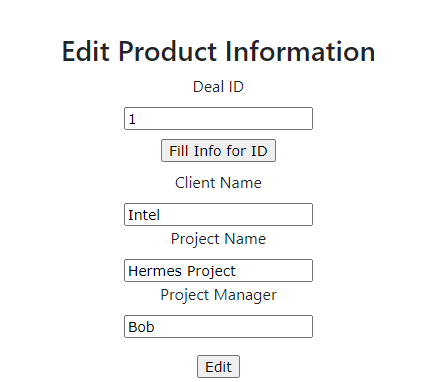 Edit Product Information
Deal ID
1
Fill Info for ID
Client Name
Intel
Project Name
Hermes Project
Project Manager
Bob
Edit